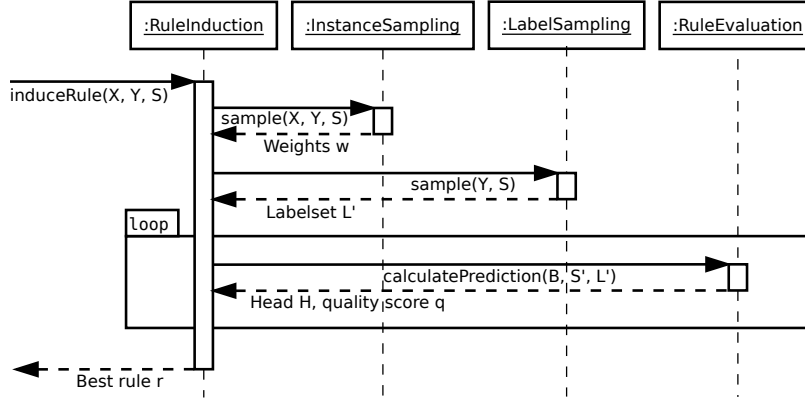 :RuleInduction
:InstanceSampling
:LabelSampling
:RuleEvaluation
induceRule(X, Y, S)
sample(X, Y, S)
Weights w
sample(Y, S)
Labelset L'
loop
calculatePrediction(B, S', L')
Head H, quality score q
Best rule r